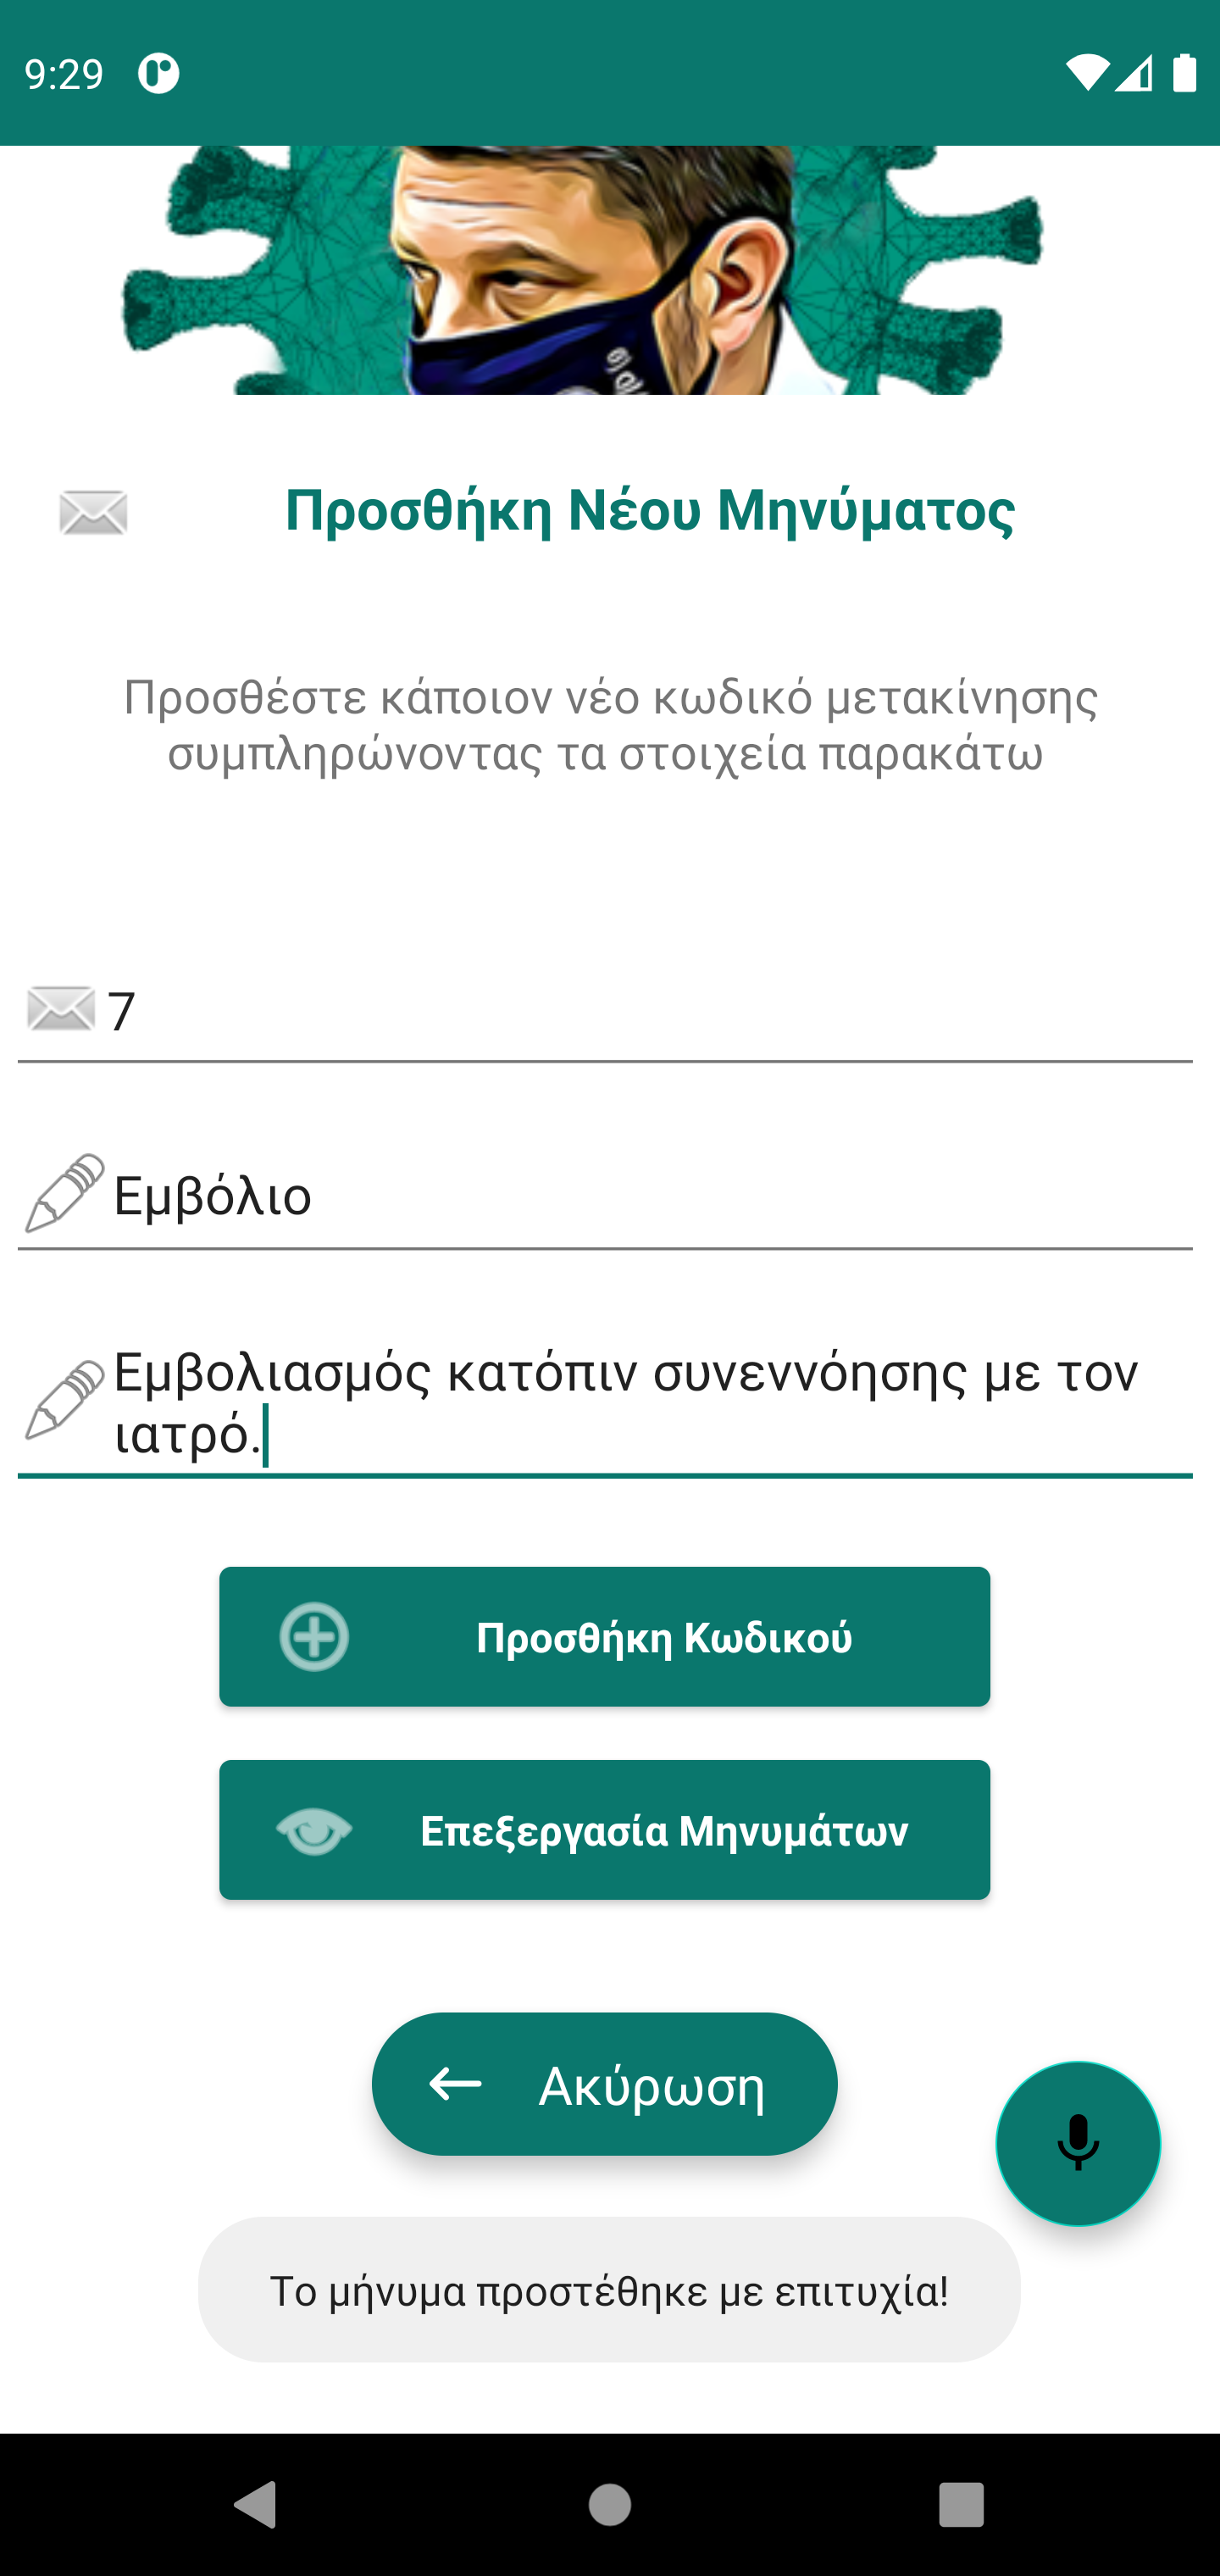 9:29
Προσθήκη Νέου Μηνύματος
Προσθέστε κάποιον νέο κωδικό μετακίνησης
συμπληρώνοντας τα στοιχεία παρακάτω
7
Εμβόλιο
Εμβολιασμός κατόπιν συνεννόησης με τον
ιατρό.
Προσθήκη Κωδικού
Επεξεργασία Μηνυμάτων
Ακύρωση
Το μήνυμα προστέθηκε με επιτυχία!